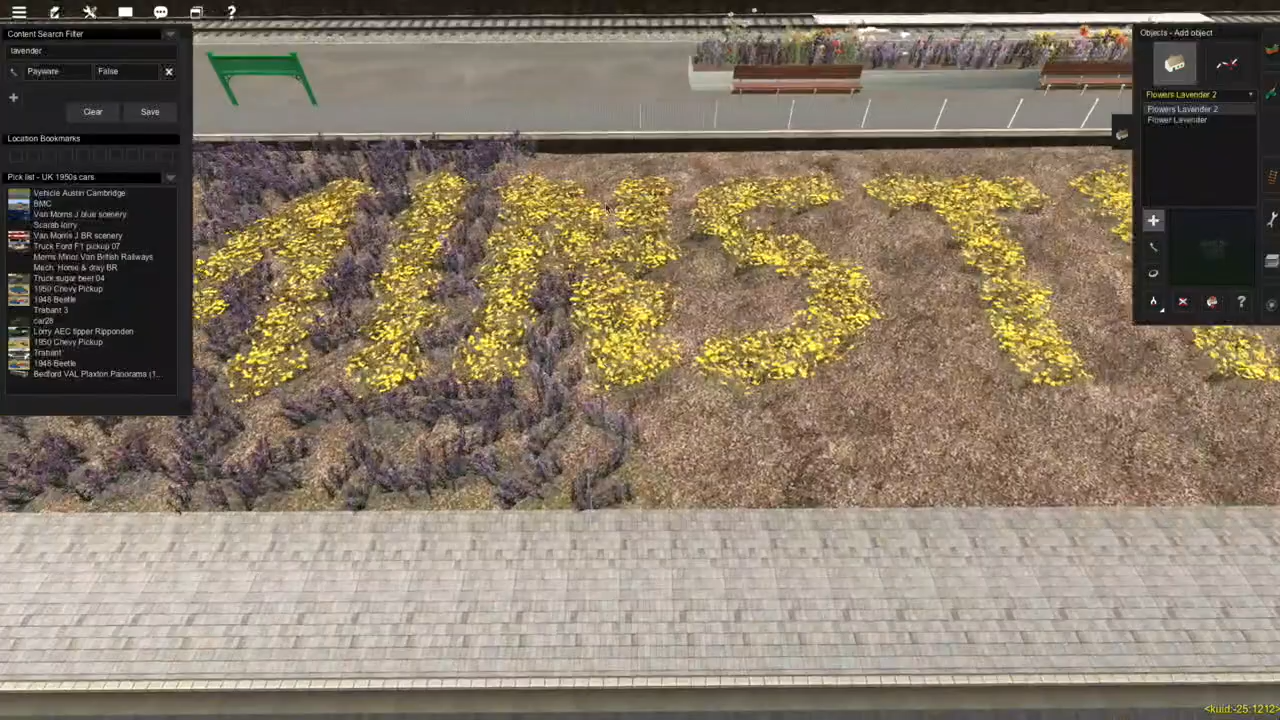 Content Search Filter
lavender
Payware False
Clear Save
Location Bookmarks
Pick list - UK 1950s cars
Vehicle Austin Cambridge
BMC
Van Morris J blue scenery
Scarab lorry
Van Morris J BR scenery
Truck Ford F1 pickup 07
Morris Minor Van British Railways
Mech. Horse & dray BR
Truck sugar beet 04
1950 Chevy Pickup
1948 Beetle
Trabant 3
car28
Lorry AEC tipper Ripponden
1950 Chevy Pickup
Trabant
1948 Beetle
Bedford VAL Plaxton Panorama (1...
Objects - Add object
Flowers Lavender 2
Flowers Lavender 2
Flower Lavender
<kuid:-25:1212>